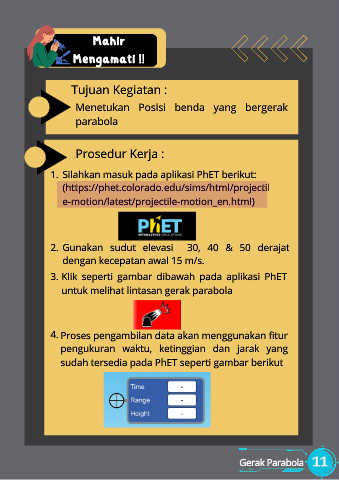 Mahir
Mengamati !!
Tujuan Kegiatan :
Menetukan Posisi benda yang bergerak
parabola
Prosedur Kerja :
1. Silahkan masuk pada aplikasi PhET berikut:
(https://phet.colorado.edu/sims/html/projectil
e-motion/latest/projectile-motion_en.html)
PhET
INTERACTIVE SIMULATIONS
2. Gunakan sudut elevasi 30, 40 & 50 derajat
dengan kecepatan awal 15 m/s.
3. Klik seperti gambar dibawah pada aplikasi PhET
untuk melihat lintasan gerak parabola
4. Proses pengambilan data akan menggunakan fitur
pengukuran waktu, ketinggian dan jarak yang
sudah tersedia pada PhET seperti gambar berikut
Time -
Range -
Height -
Gerak Parabola 11